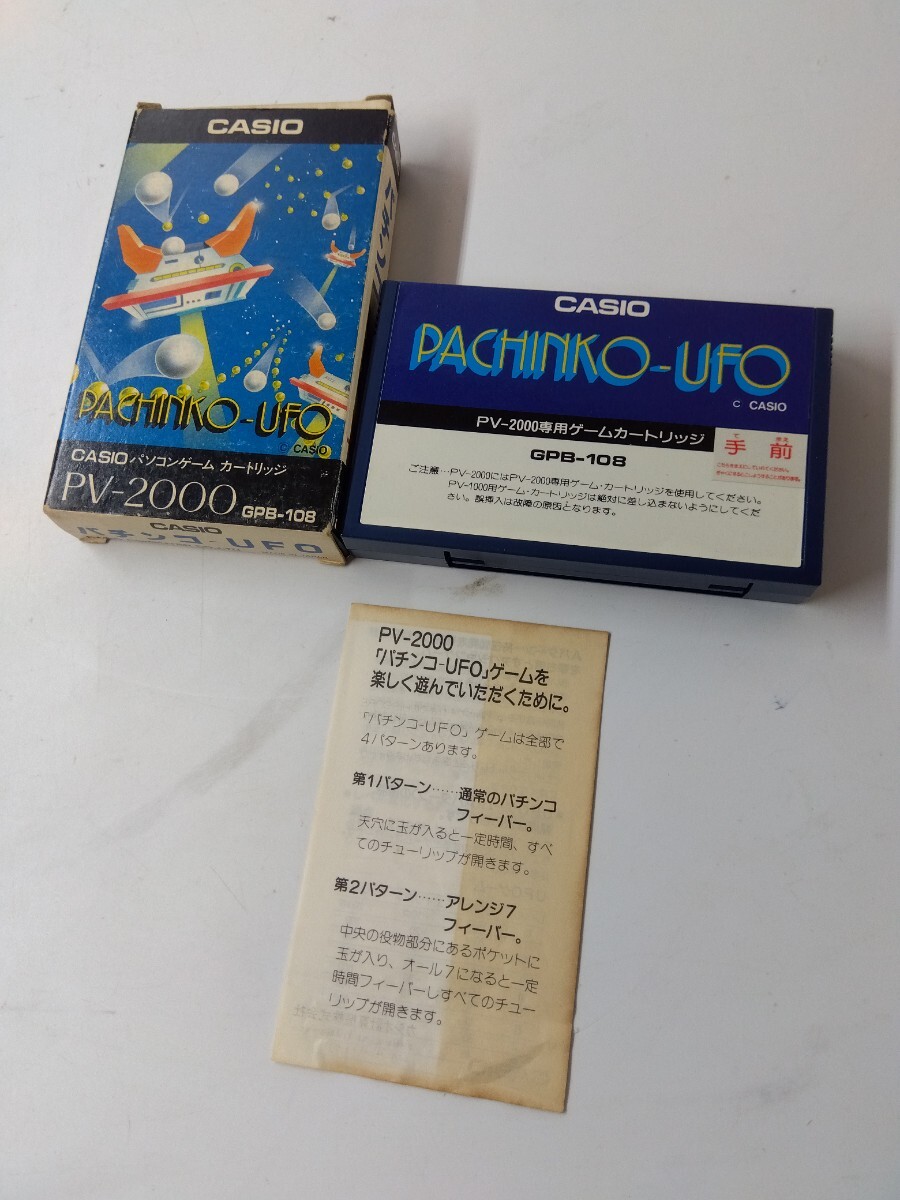 CASIO
PACHINKO-UFO
© CASIO
CASIO パソコンゲーム カートリッジ
PV-2000 GPB-108
CASIO
パチンコ-UFO
CASIO
PACHINKO-UFO
C CASIO
PV-2000専用ゲームカートリッジ
GPB-108
ご注意…PV-2000にはPV-2000専用ゲーム・カートリッジを使用してください。
PV-1000用ゲーム・カートリッジは絶対に差し込まないようにしてくだ
さい。誤挿入は故障の原因となります。
て まえ
手前
PV-2000
「パチンコ-UFO」ゲームを
楽しく遊んでいただくために。
「パチンコ-UFO」ゲームは全部で
4パターンあります。
第1パターン……通常のパチンコ
フィーバー。
天穴に玉が入ると一定時間、すべ
てのチューリップが開きます。
第2パターン……アレンジ7
フィーバー。
中央の役物部分にあるポケットに
玉が入り、オール7になると一定
時間フィーバーしすべてのチュー
リップが開きます。